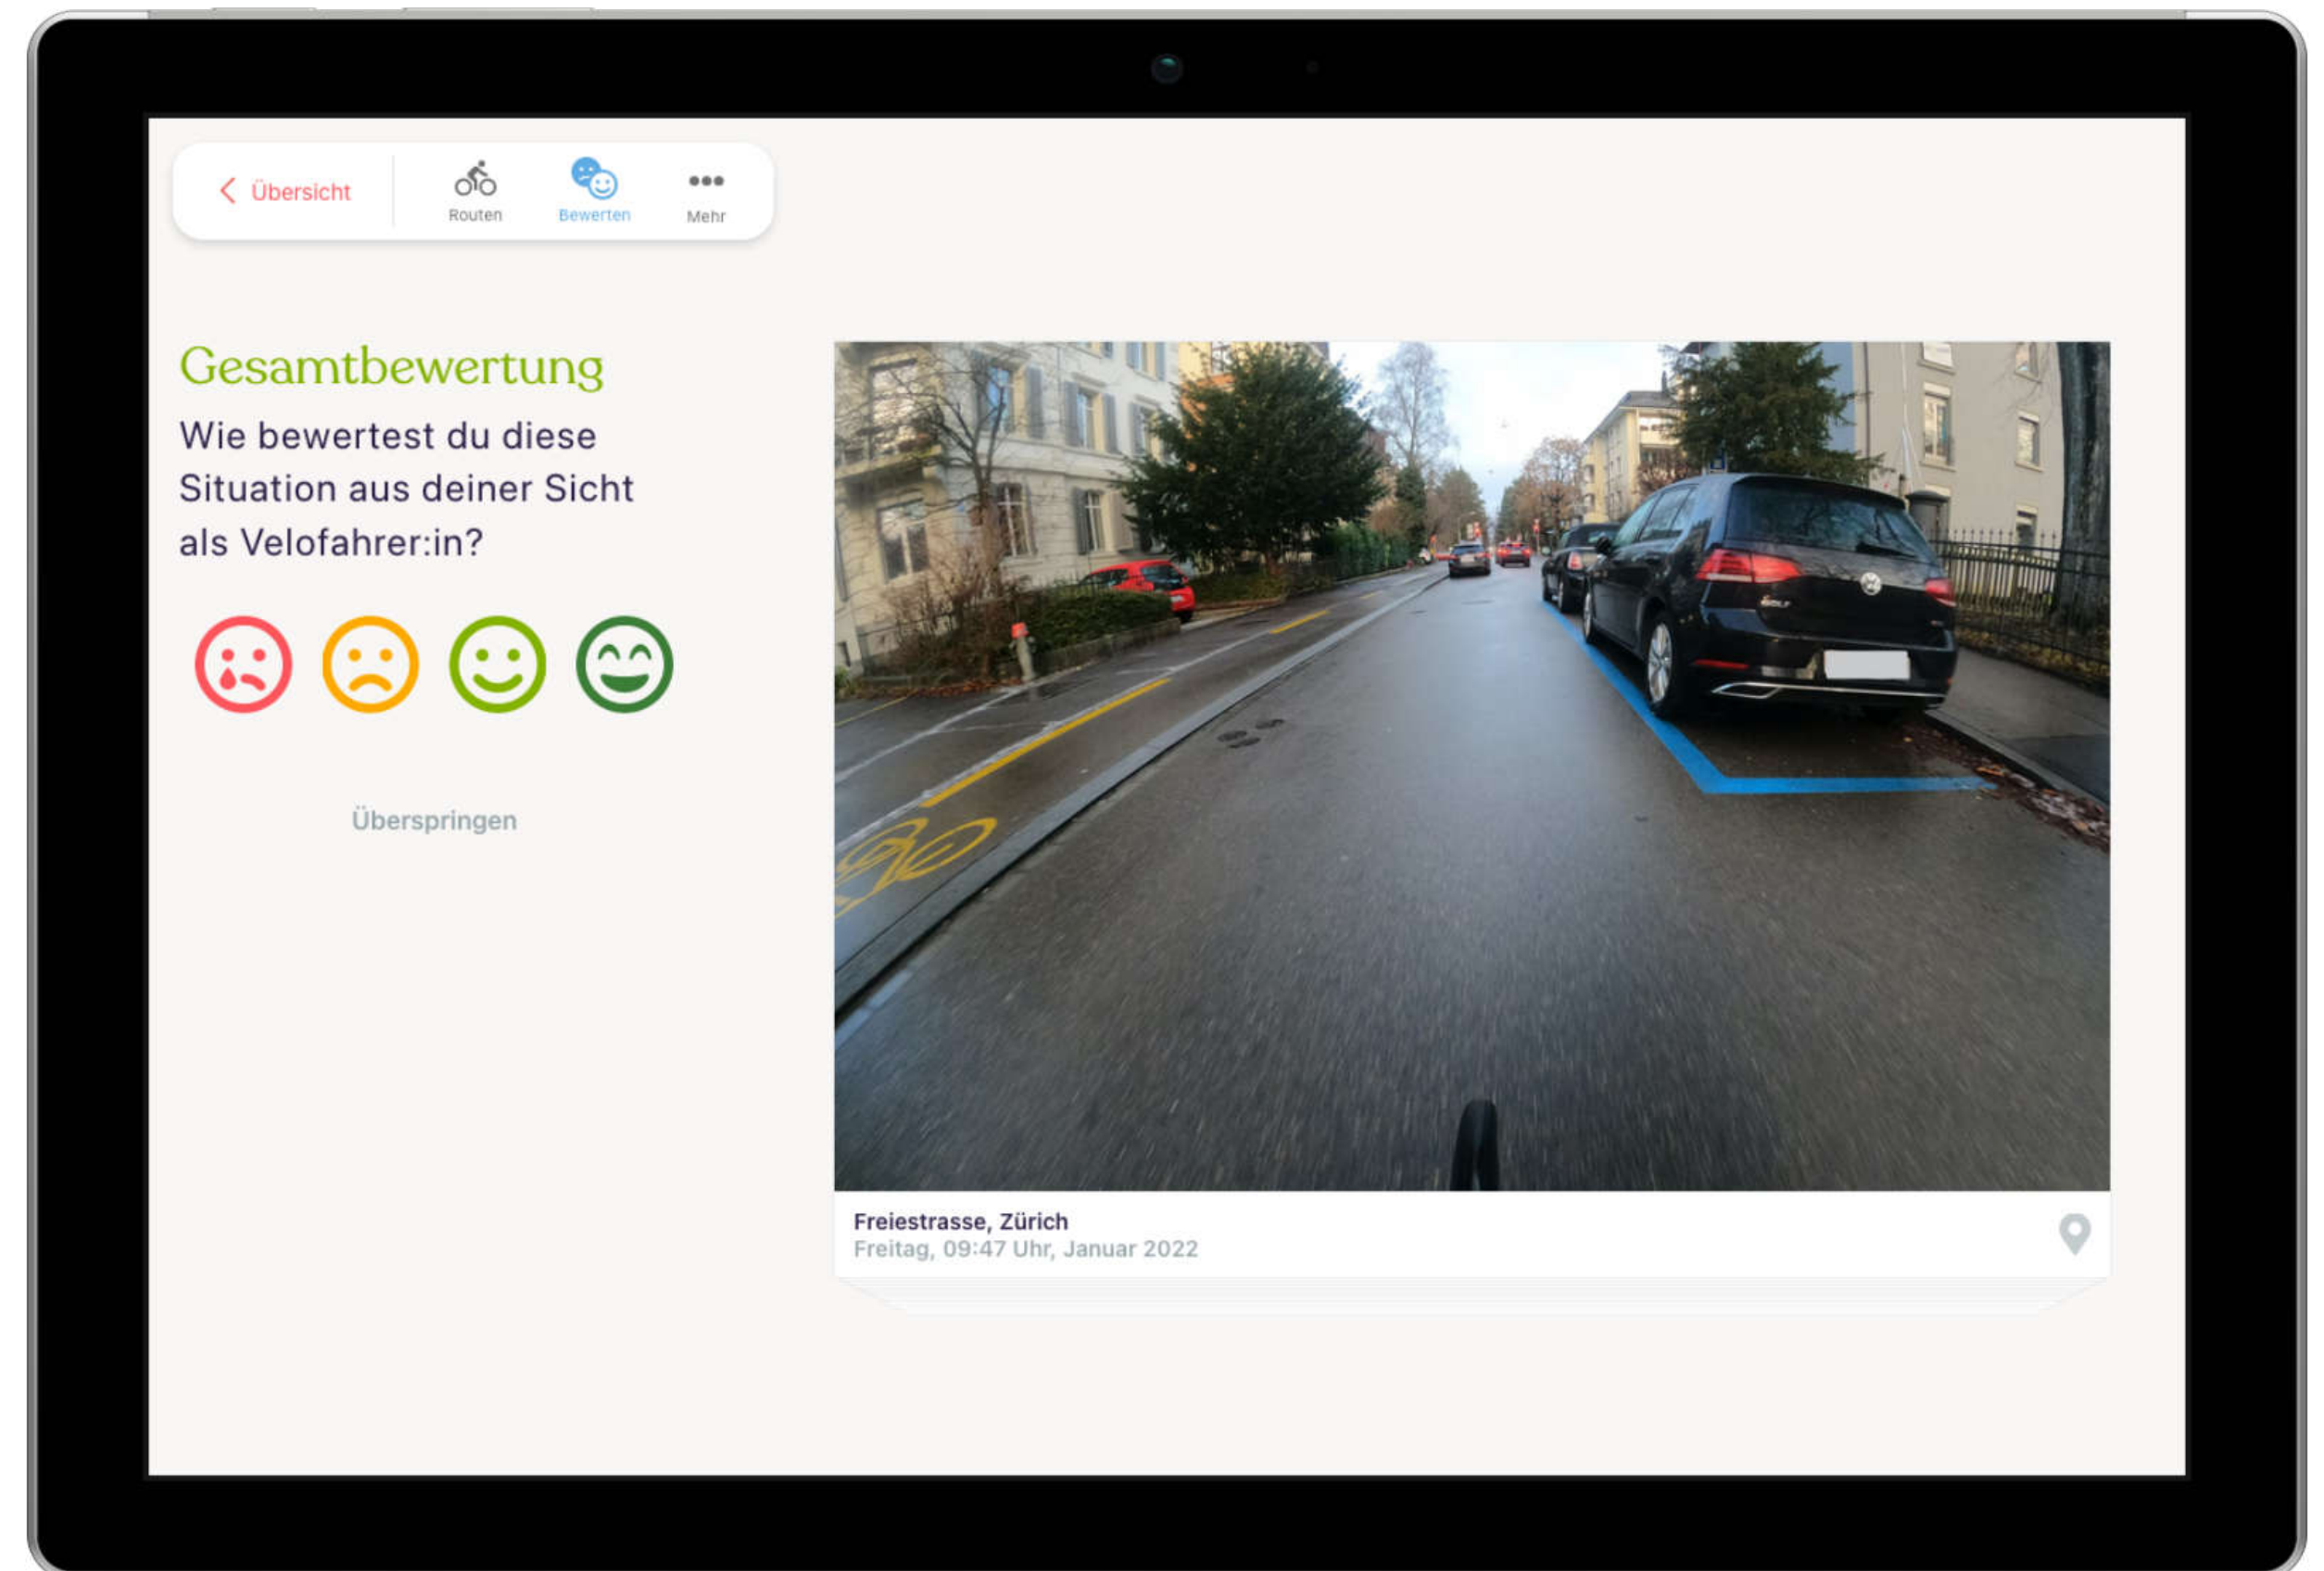 Übersicht
Routen
Bewerten
Mehr
Gesamtbewertung
Wie bewertest du diese
Situation aus deiner Sicht
als Velofahrer:in?
Überspringen
GOLF
Freiestrasse, Zürich
Freitag, 09:47 Uhr, Januar 2022